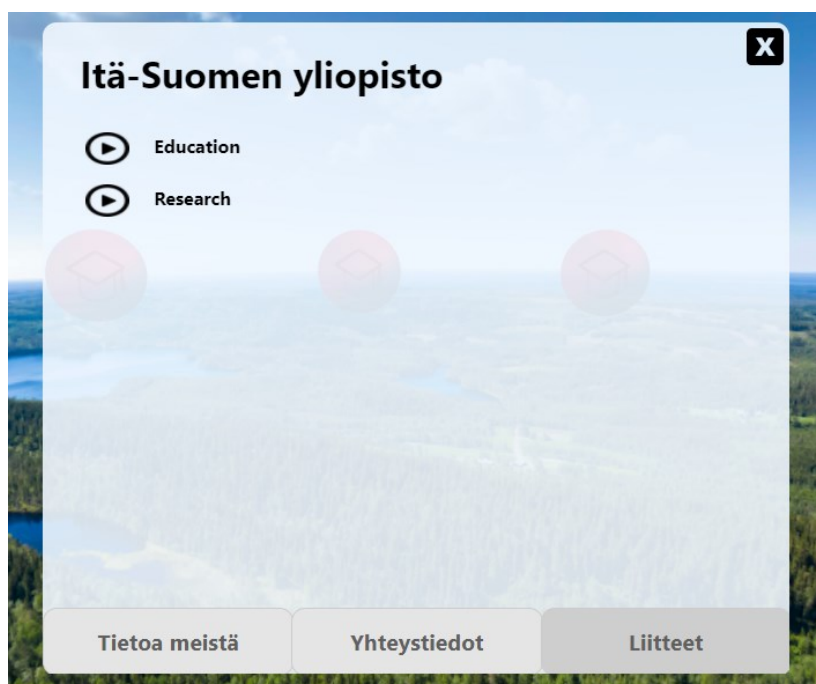 Itä-Suomen yliopisto
X
Education
Research
Tietoa meistä
Yhteystiedot
Liitteet